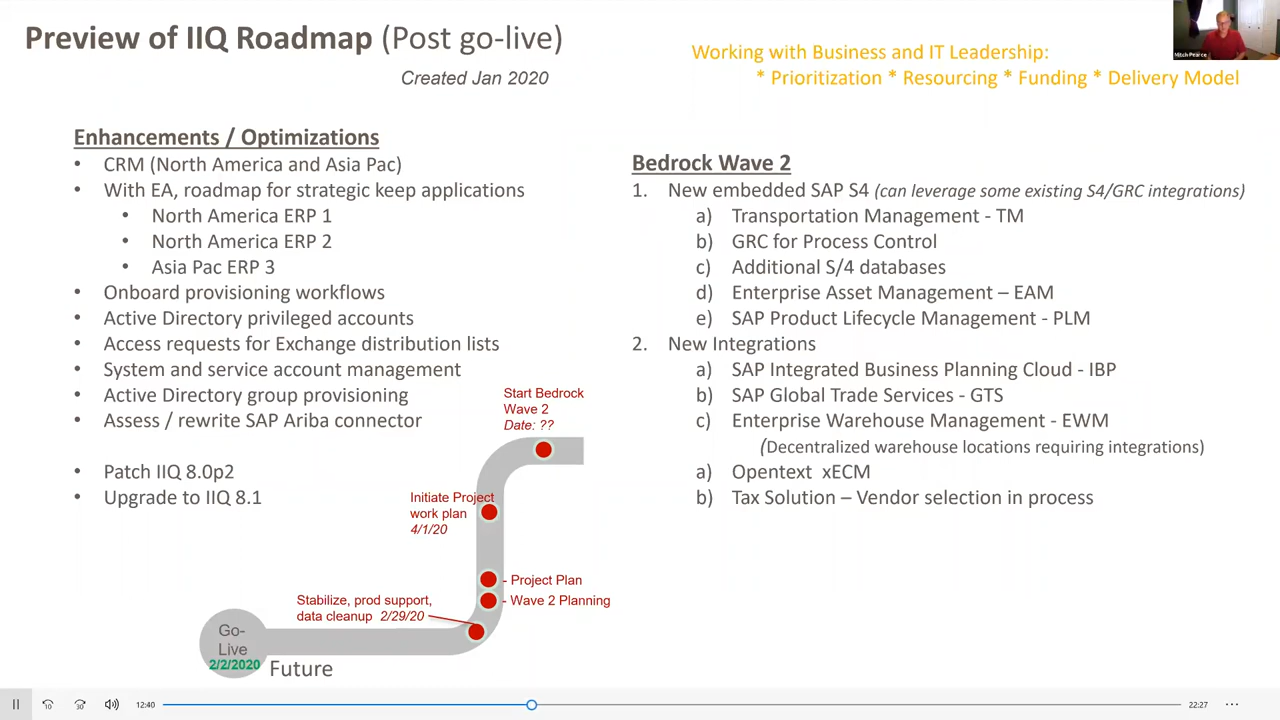 Preview of IIQ Roadmap (Post go-live)
Created Jan 2020
Working with Business and IT Leadership:
* Prioritization * Resourcing * Funding * Delivery Model
Mitch Pearce
Enhancements / Optimizations
• CRM (North America and Asia Pac)
• With EA, roadmap for strategic keep applications
• North America ERP 1
• North America ERP 2
• Asia Pac ERP 3
• Onboard provisioning workflows
• Active Directory privileged accounts
• Access requests for Exchange distribution lists
• System and service account management
• Active Directory group provisioning
• Assess / rewrite SAP Ariba connector
• Patch IIQ 8.0p2
• Upgrade to IIQ 8.1
Bedrock Wave 2
1. New embedded SAP S4 (can leverage some existing S4/GRC integrations)
a) Transportation Management - TM
b) GRC for Process Control
c) Additional S/4 databases
d) Enterprise Asset Management – EAM
e) SAP Product Lifecycle Management - PLM
2. New Integrations
a) SAP Integrated Business Planning Cloud - IBP
b) SAP Global Trade Services - GTS
c) Enterprise Warehouse Management - EWM
(Decentralized warehouse locations requiring integrations)
a) Opentext xECM
b) Tax Solution – Vendor selection in process
Start Bedrock
Wave 2
Date: ??
Initiate Project
work plan
4/1/20
- Project Plan
- Wave 2 Planning
Stabilize, prod support,
data cleanup 2/29/20
Go-
Live
2/2/2020
Future
10
30
12:40
22:27